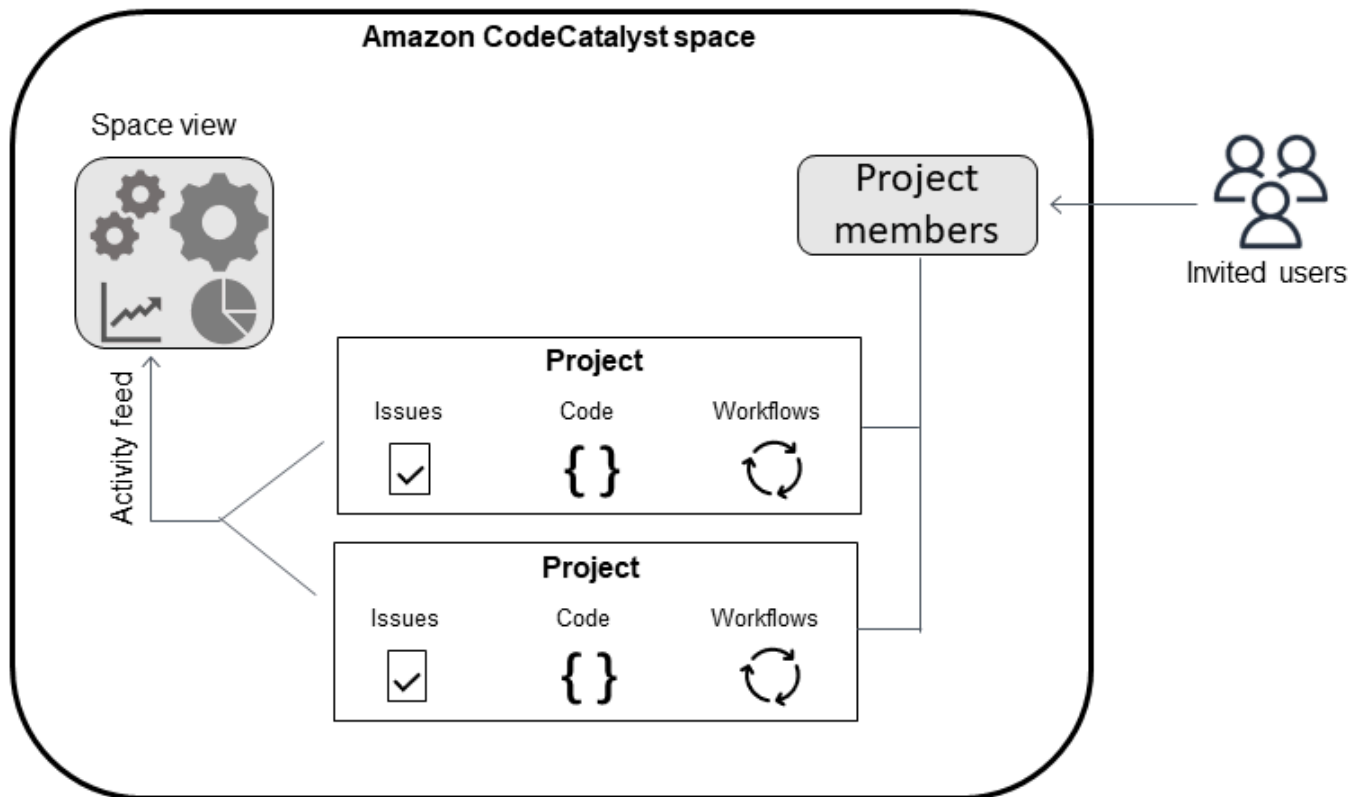 Amazon CodeCatalyst space
Space view
Project
members
Invited users
Activity feed
Project
Issues Code Workflows
{ }
Project
Issues Code Workflows
{ }